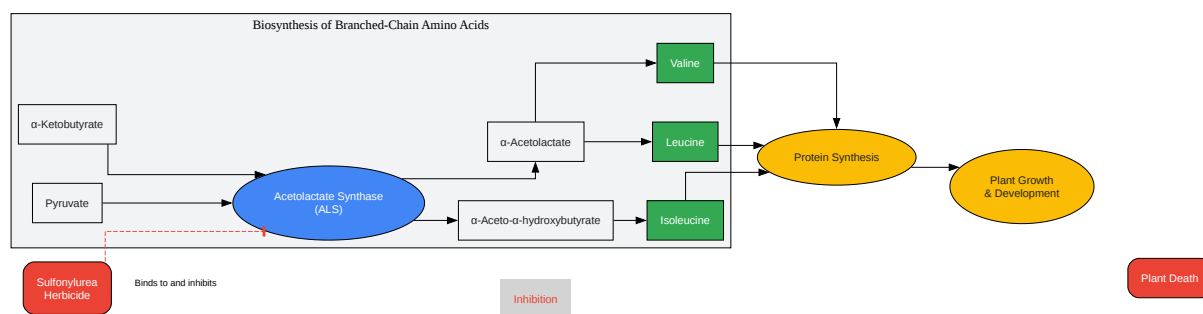 Biosynthesis of Branched-Chain Amino Acids
Valine
α-Ketobutyrate
α-Acetolactate
Leucine
Protein Synthesis
Pyruvate
Acetolactate Synthase
(ALS)
α-Aceto-α-hydroxybutyrate
Isoleucine
Plant Growth
& Development
Sulfonylurea
Herbicide
Binds to and inhibits
Inhibition
Plant Death